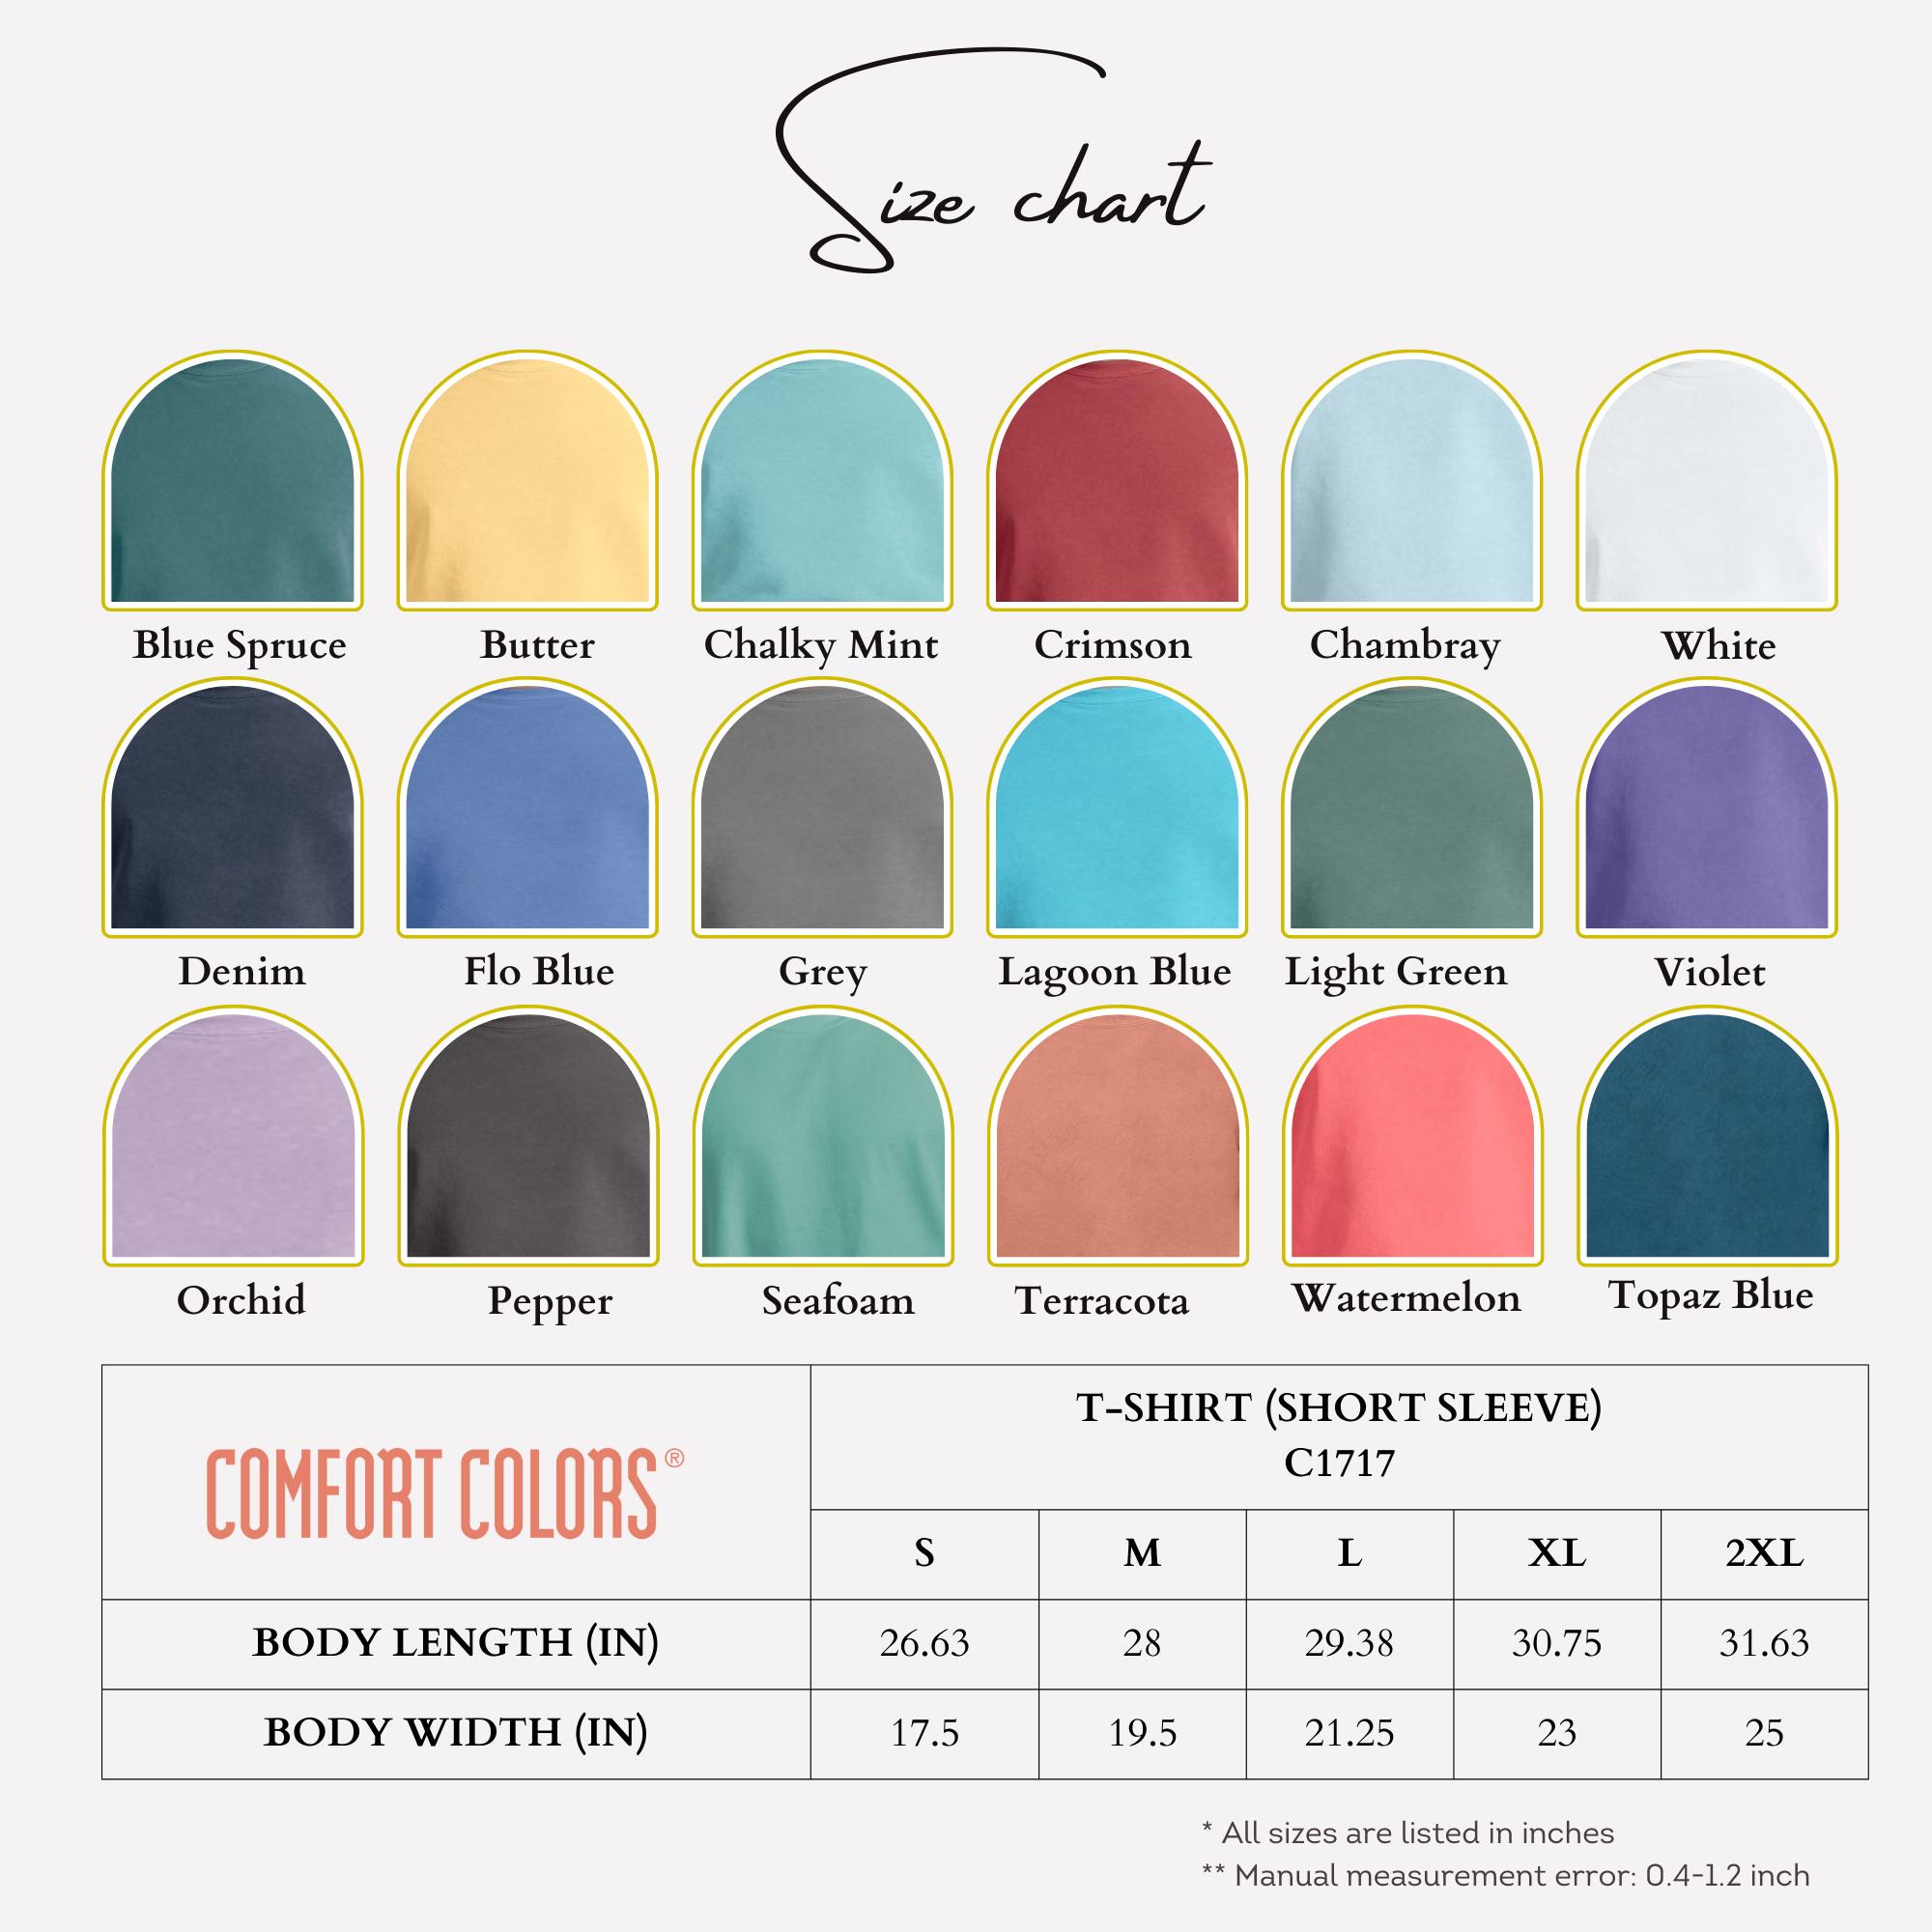 Size chart
Blue Spruce Butter Chalky Mint Crimson Chambray White
Denim Flo Blue Grey Lagoon Blue Light Green Violet
Orchid Pepper Seafoam Terracota Watermelon Topaz Blue
COMFORT COLORS®
T-SHIRT (SHORT SLEEVE)
C1717
S M L XL 2XL
BODY LENGTH (IN) 26.63 28 29.38 30.75 31.63
BODY WIDTH (IN) 17.5 19.5 21.25 23 25
* All sizes are listed in inches
** Manual measurement error: 0.4-1.2 inch